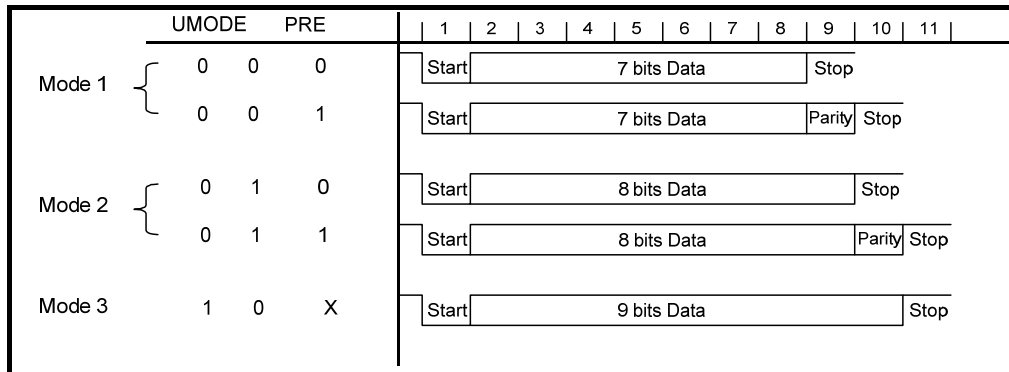 UMODE PRE 1 2 3 4 5 6 7 8 9 10 11
Mode 1
0 0 0 Start 7 bits Data Stop
0 0 1 Start 7 bits Data Parity Stop
Mode 2
0 1 0 Start 8 bits Data Stop
0 1 1 Start 8 bits Data Parity Stop
Mode 3 1 0 X Start 9 bits Data Stop